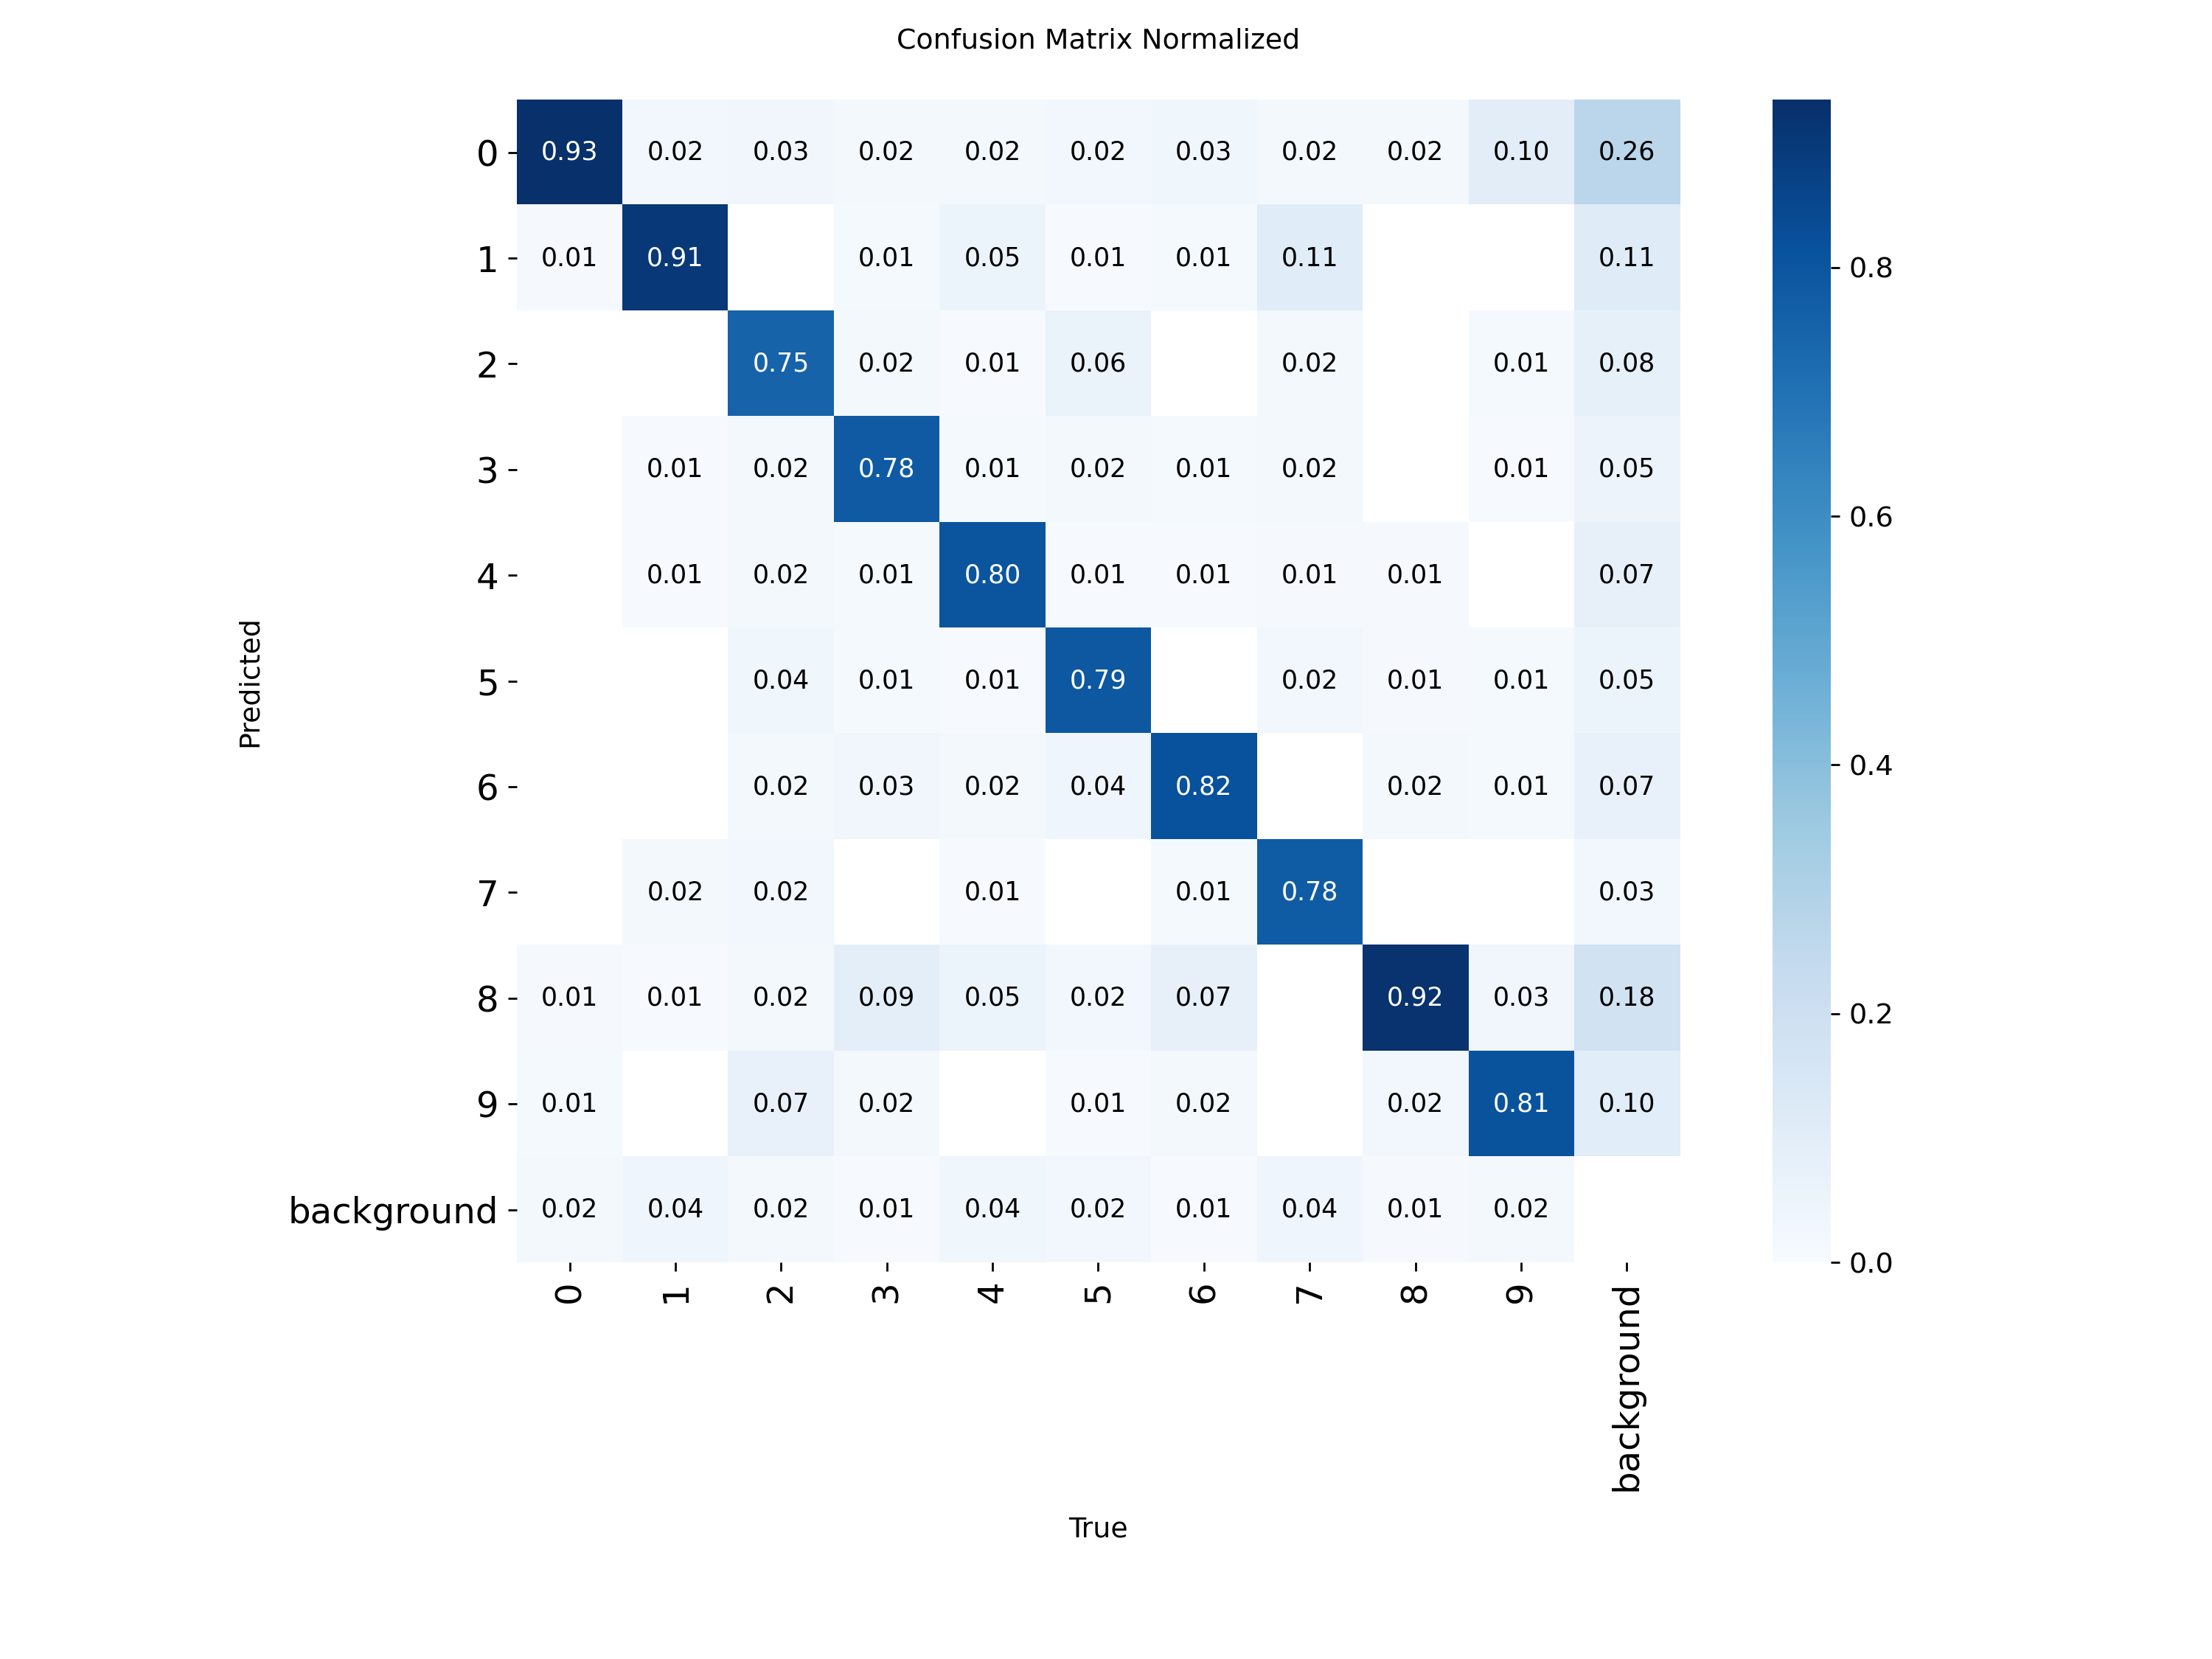 Confusion Matrix Normalized
0 0.93 0.02 0.03 0.02 0.02 0.02 0.03 0.02 0.02 0.10 0.26
1 0.01 0.91 0.01 0.05 0.01 0.01 0.11 0.11
0.8
2 0.75 0.02 0.01 0.06 0.02 0.01 0.08
3 0.01 0.02 0.78 0.01 0.02 0.01 0.02 0.01 0.05
0.6
4 0.01 0.02 0.01 0.80 0.01 0.01 0.01 0.01 0.07
Predicted
5 0.04 0.01 0.01 0.79 0.02 0.01 0.01 0.05
0.4
6 0.02 0.03 0.02 0.04 0.82 0.02 0.01 0.07
7 0.02 0.02 0.01 0.01 0.78 0.03
8 0.01 0.01 0.02 0.09 0.05 0.02 0.07 0.92 0.03 0.18
0.2
9 0.01 0.07 0.02 0.01 0.02 0.02 0.81 0.10
background 0.02 0.04 0.02 0.01 0.04 0.02 0.01 0.04 0.01 0.02
0.0
0 1 2 3 4 5 6 7 8 9 background
True